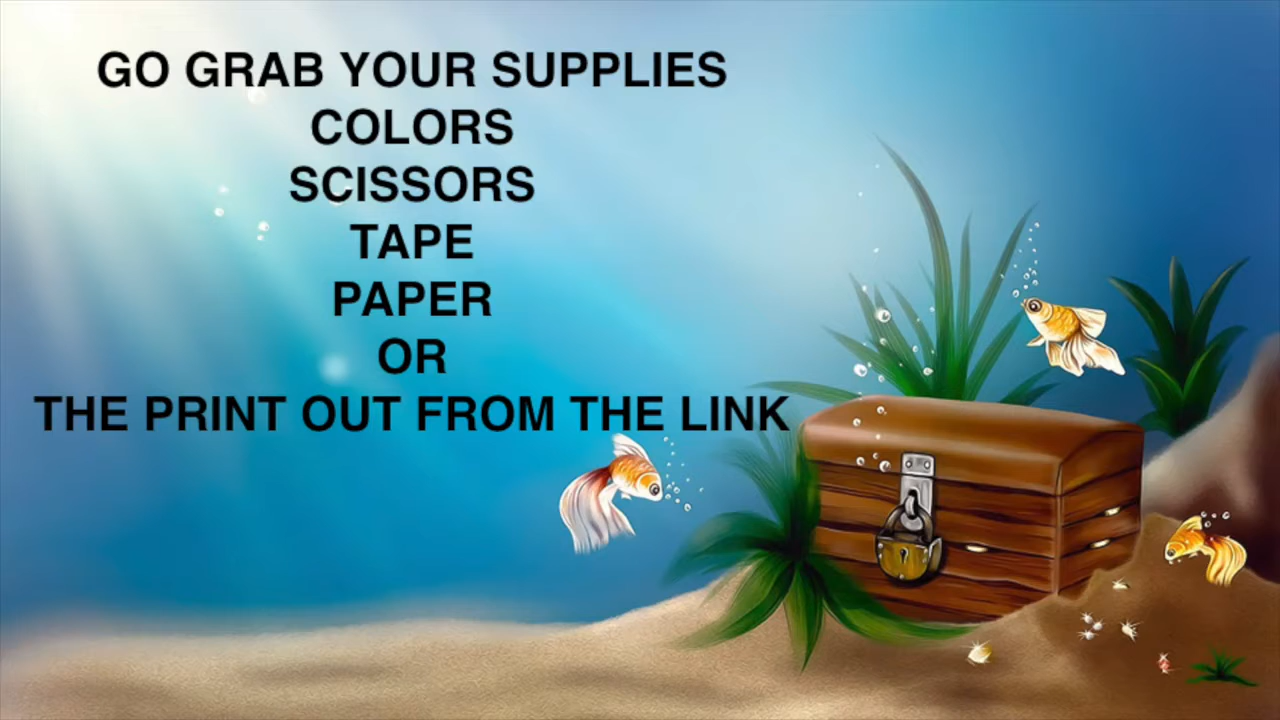 GO GRAB YOUR SUPPLIES
COLORS
SCISSORS
TAPE
PAPER
OR
THE PRINT OUT FROM THE LINK